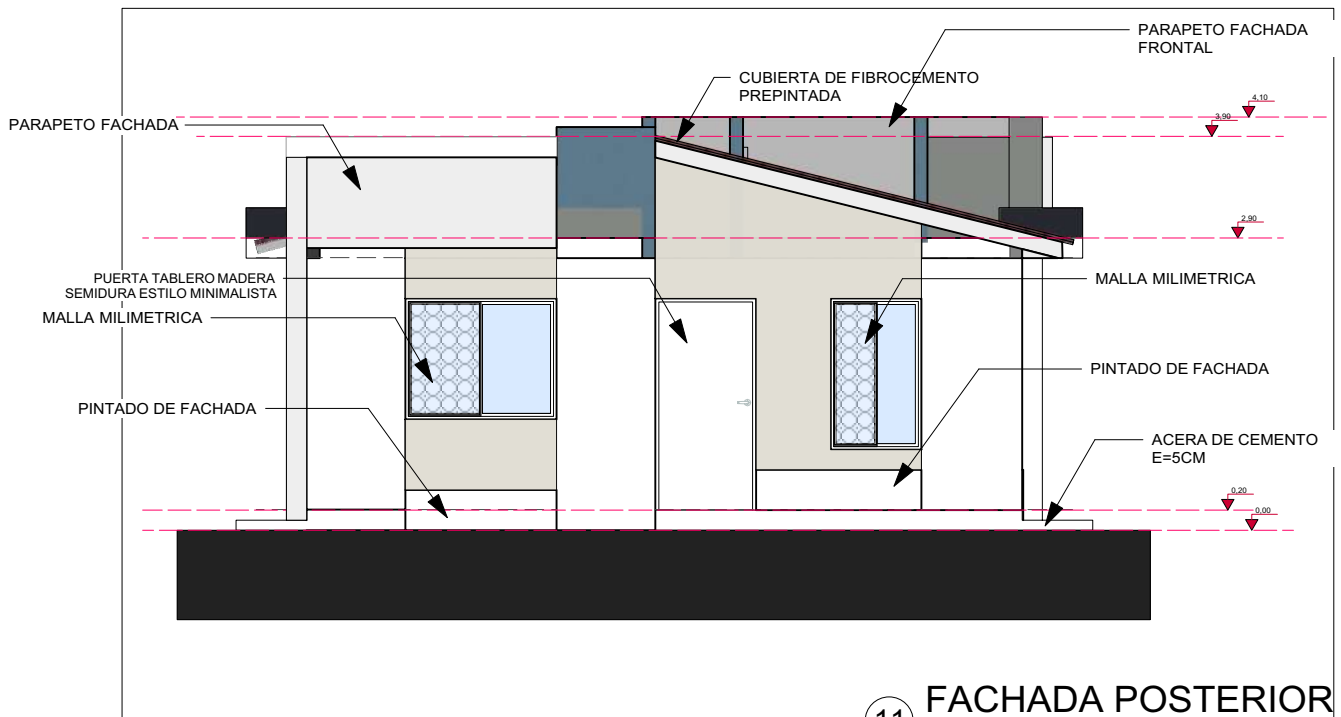 PARAPETO FACHADA
FRONTAL
CUBIERTA DE FIBROCEMENTO
PREPINTADA
4,10
3,90
PARAPETO FACHADA
2,90
PUERTA TABLERO MADERA
SEMIDURA ESTILO MINIMALISTA
MALLA MILIMETRICA
MALLA MILIMETRICA
PINTADO DE FACHADA
PINTADO DE FACHADA
ACERA DE CEMENTO
E=5CM
0,20
0,00
11
FACHADA POSTERIOR